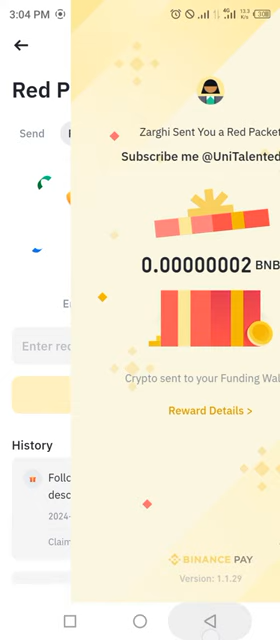 3:04 PM
4G
13.3
K/s
Red P
Zarghi Sent You a Red Packet
Send
Subscribe me @UniTalented
0.00000002 BNB
Enter red
Crypto sent to your Funding Wal
Reward Details >
History
Follo
desc
2024-
Claim
BINANCE PAY
Version: 1.1.29